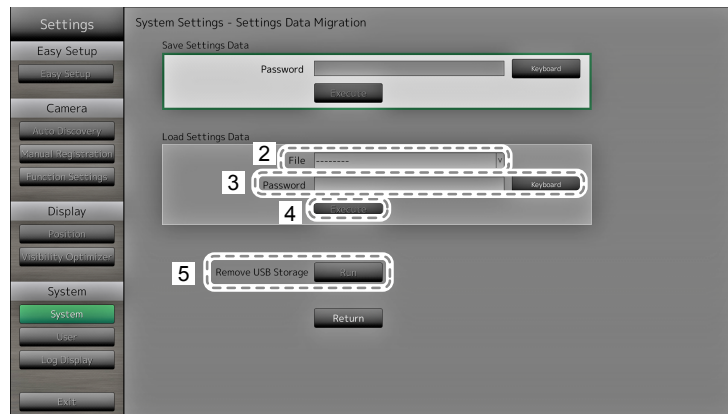 Settings
System Settings - Settings Data Migration
Easy Setup
Easy Setup
Camera
Auto Discovery
Manual Registration
Function Settings
Display
Position
Visibility Optimizer
System
System
User
Log Display
Exit
Save Settings Data
Password
Keyboard
Execute
Load Settings Data
2
File --------
V
3
Password
Keyboard
4
Execute
5
Remove USB Storage
Run
Return